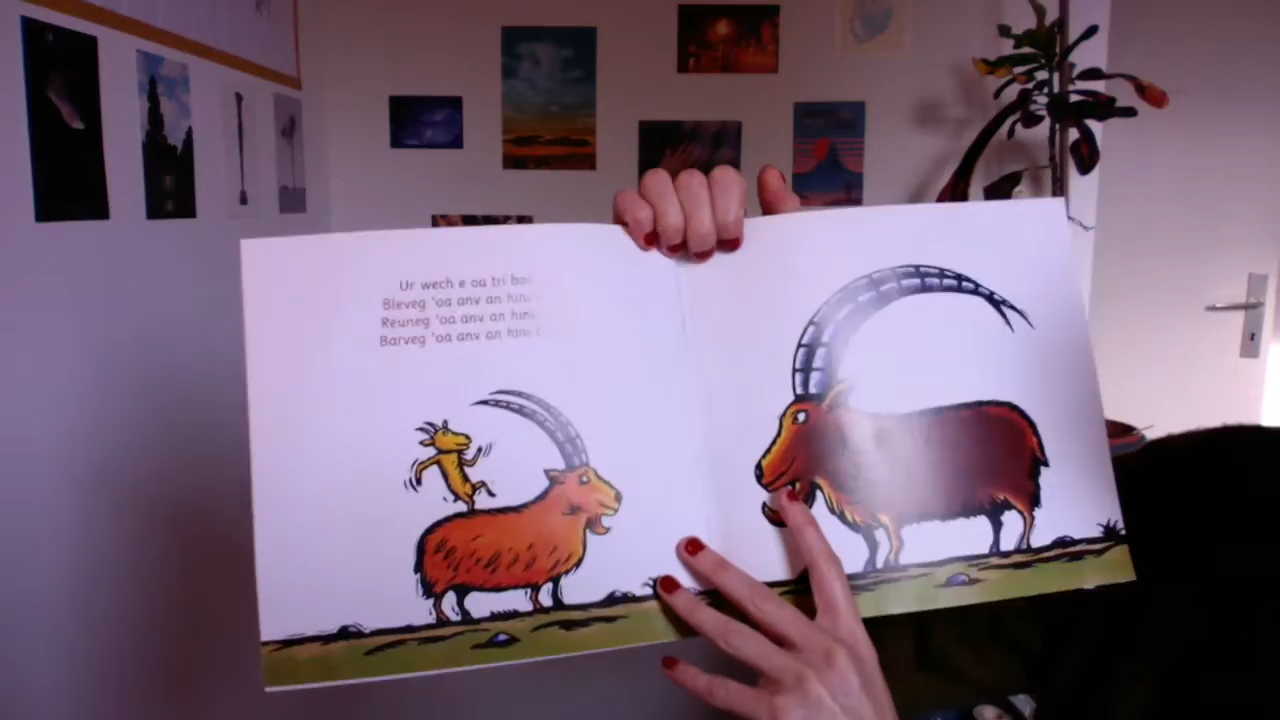 Ur wech e oa tri
Bleveg 'oa anv an
Reuneg 'oa anv an
Barveg 'oa anv an